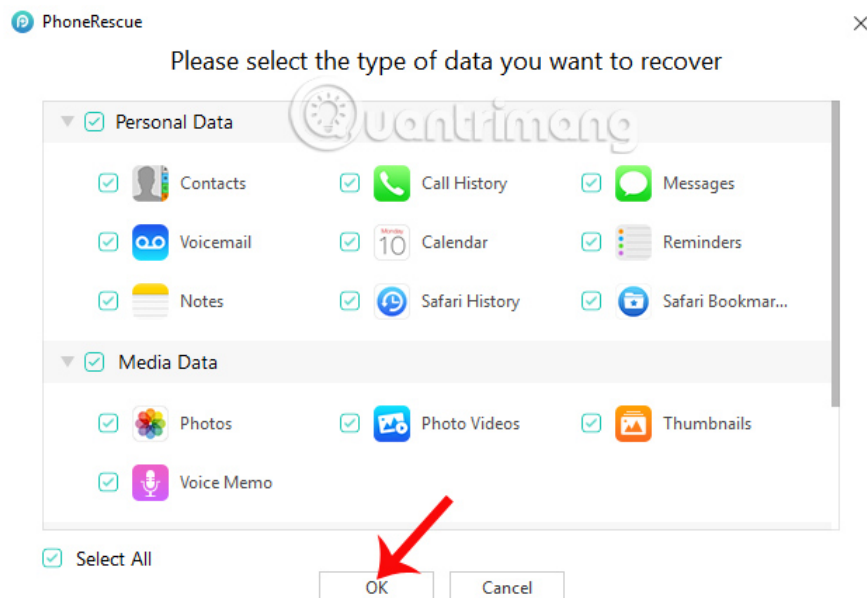 PhoneRescue
Please select the type of data you want to recover
Personal Data
Quantrimang
Contacts
Call History
Messages
Voicemail
Monday
10
Calendar
Reminders
Notes
Safari History
Safari Bookmar...
Media Data
Photos
Photo Videos
Thumbnails
Voice Memo
Select All
OK
Cancel